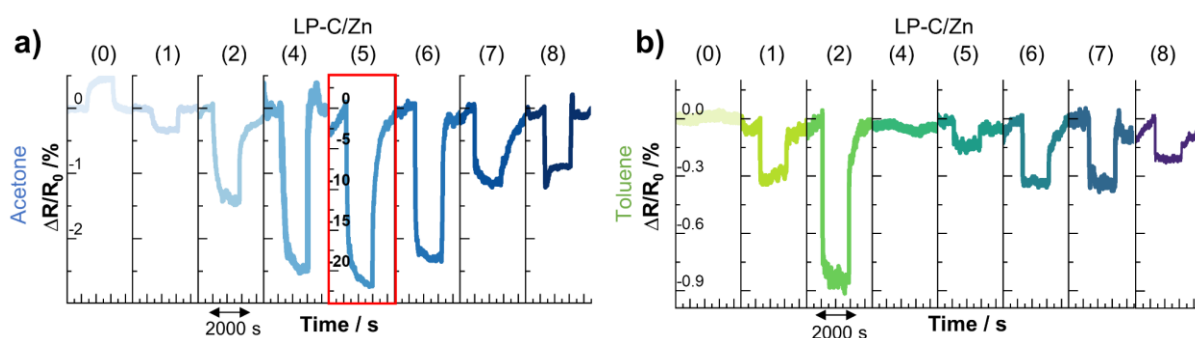 LP-C/Zn
a)
(0) (1) (2) (4) (5) (6) (7) (8)
Acetone
ΔR/R₀ /%
0
-1
-2
0
-5
-10
-15
-20
2000 s
Time / s
LP-C/Zn
b)
(0) (1) (2) (4) (5) (6) (7) (8)
Toluene
ΔR/R₀ /%
0.0
-0.3
-0.6
-0.9
2000 s
Time / s